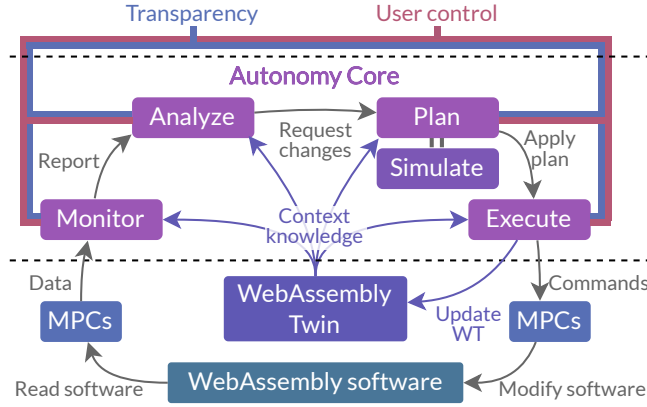 Transparency
User control
Autonomy Core
Analyze
Plan
Request
changes
Apply
plan
Report
Simulate
Monitor
Context
knowledge
Execute
Data
WebAssembly
Twin
Commands
MPCs
Update
WT
MPCs
Read software
WebAssembly software
Modify software